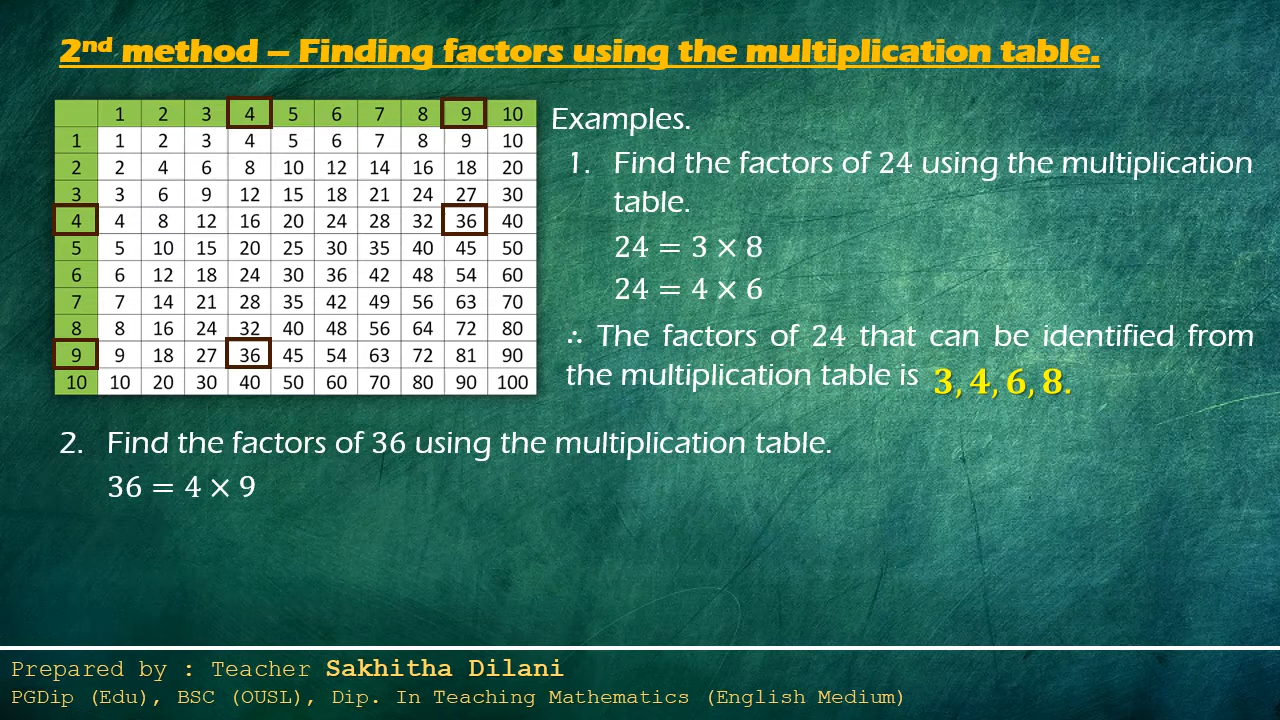 2nd method – Finding factors using the multiplication table.
1 2 3 4 5 6 7 8 9 10
1 1 2 3 4 5 6 7 8 9 10
2 2 4 6 8 10 12 14 16 18 20
3 3 6 9 12 15 18 21 24 27 30
4 4 8 12 16 20 24 28 32 36 40
5 5 10 15 20 25 30 35 40 45 50
6 6 12 18 24 30 36 42 48 54 60
7 7 14 21 28 35 42 49 56 63 70
8 8 16 24 32 40 48 56 64 72 80
9 9 18 27 36 45 54 63 72 81 90
10 10 20 30 40 50 60 70 80 90 100
Examples.
1. Find the factors of 24 using the multiplication
table.
24 = 3 × 8
24 = 4 × 6
∴ The factors of 24 that can be identified from
the multiplication table is 3, 4, 6, 8.
2. Find the factors of 36 using the multiplication table.
36 = 4 × 9
Prepared by : Teacher Sakhitha Dilani
PGDip (Edu), BSC (OUSL), Dip. In Teaching Mathematics (English Medium)